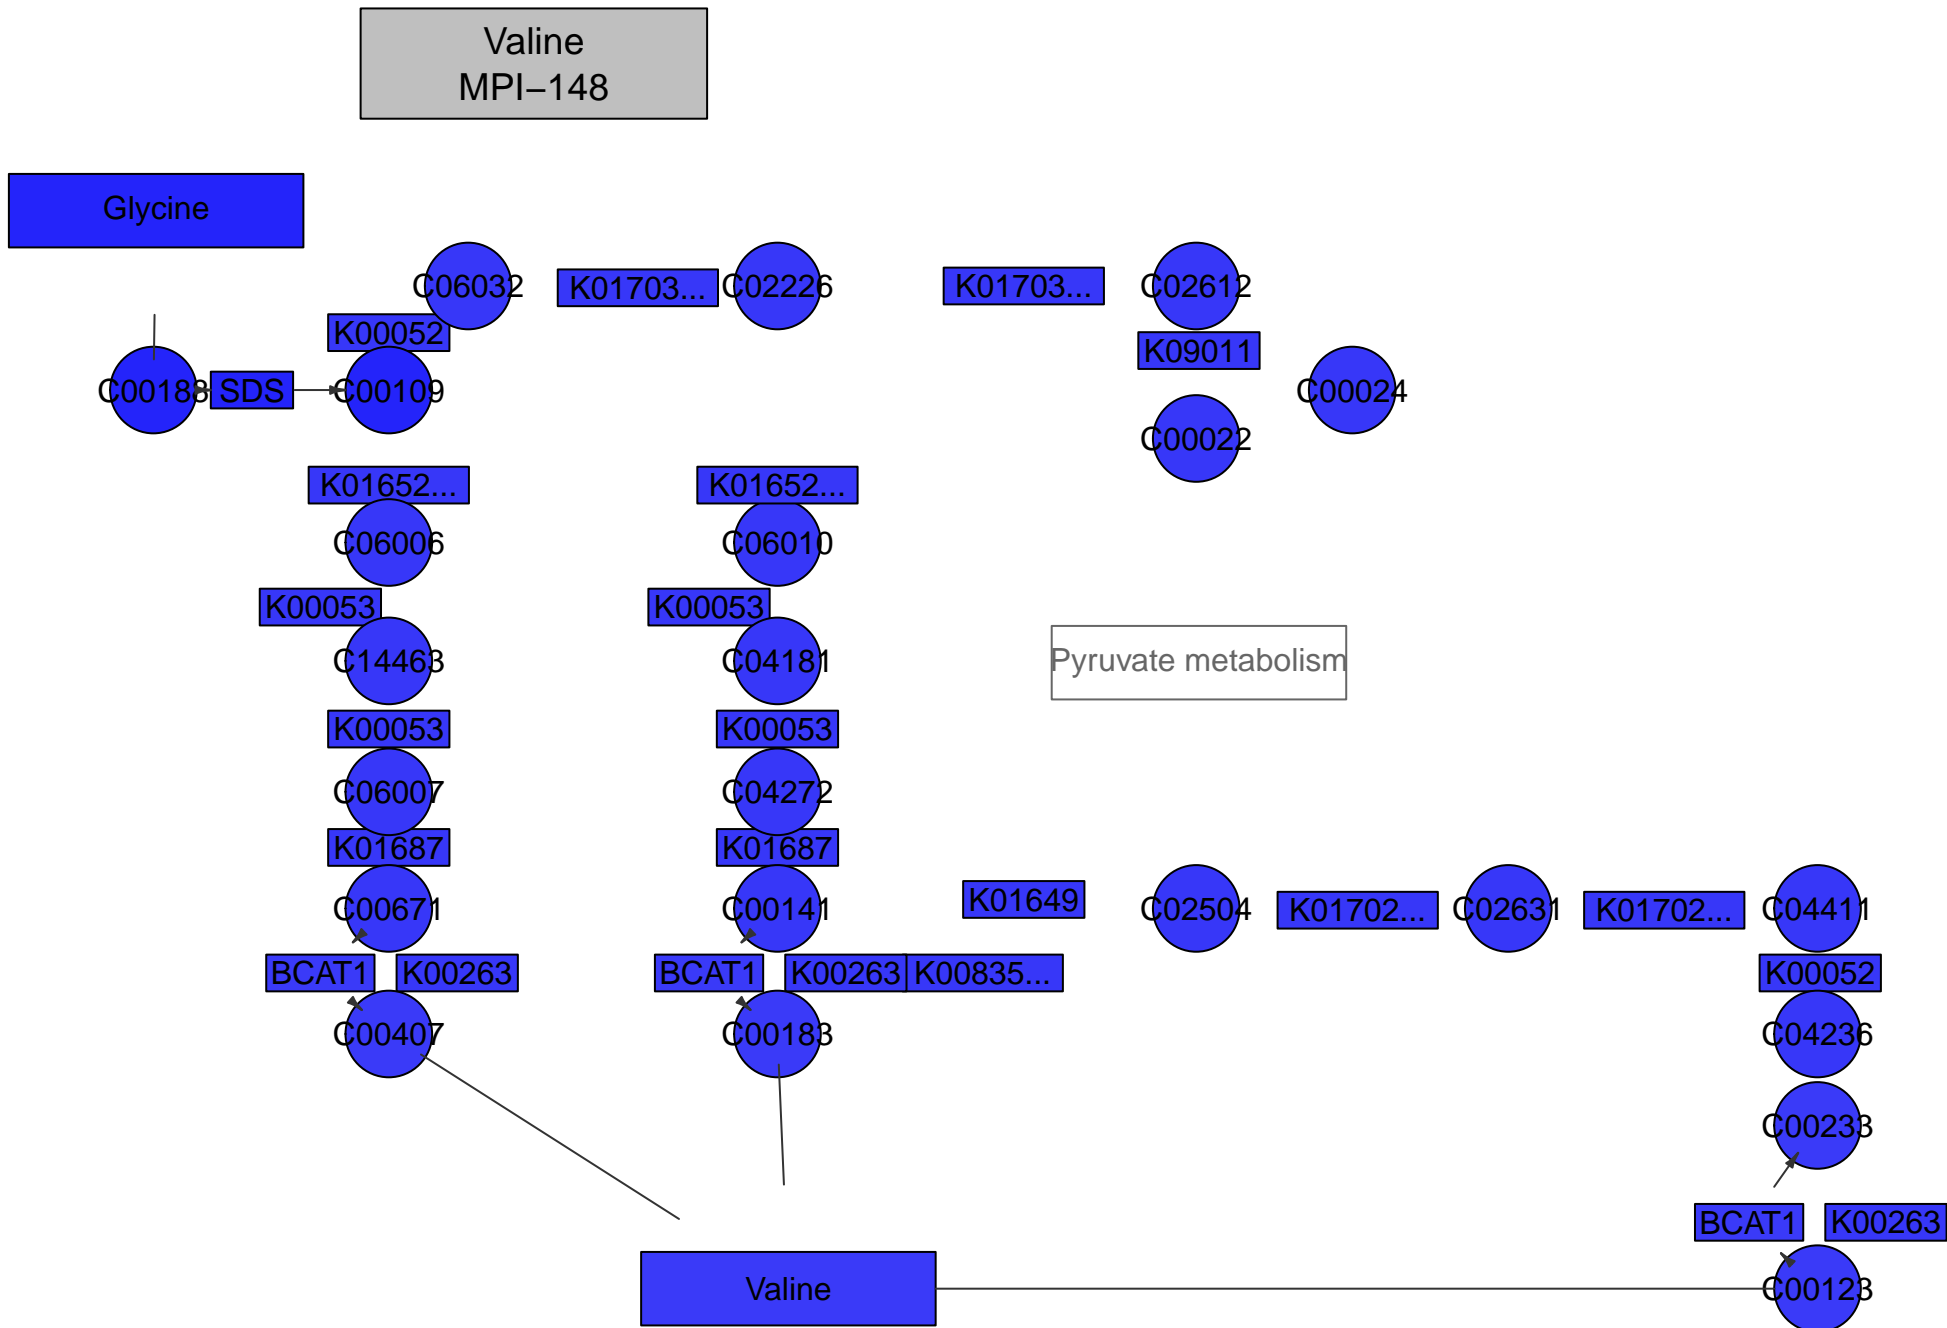 Valine
MPI−148
Glycine
C06032
K01703...
C02226
K01703...
C02612
K00052
K09011
C00188
SDS
C00109
C00024
C00022
K01652...
K01652...
C06006
C06010
K00053
K00053
C14463
C04181
Pyruvate metabolism
K00053
K00053
C06007
C04272
K01687
K01687
C00671
C00141
K01649
C02504
K01702...
C02631
K01702...
C04411
BCAT1
K00263
BCAT1
K00263
K00835...
K00052
C00407
C00183
C04236
C00233
BCAT1
K00263
Valine
C00123